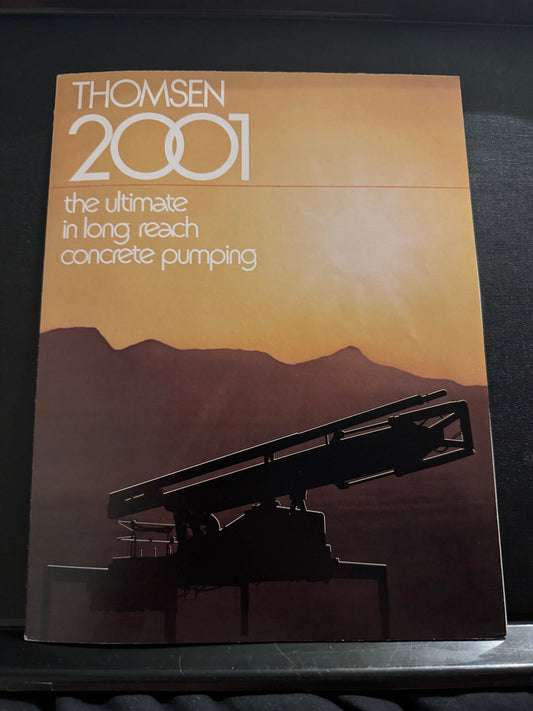 THOMSEN
2001
the ultimate
in long reach
concrete pumping